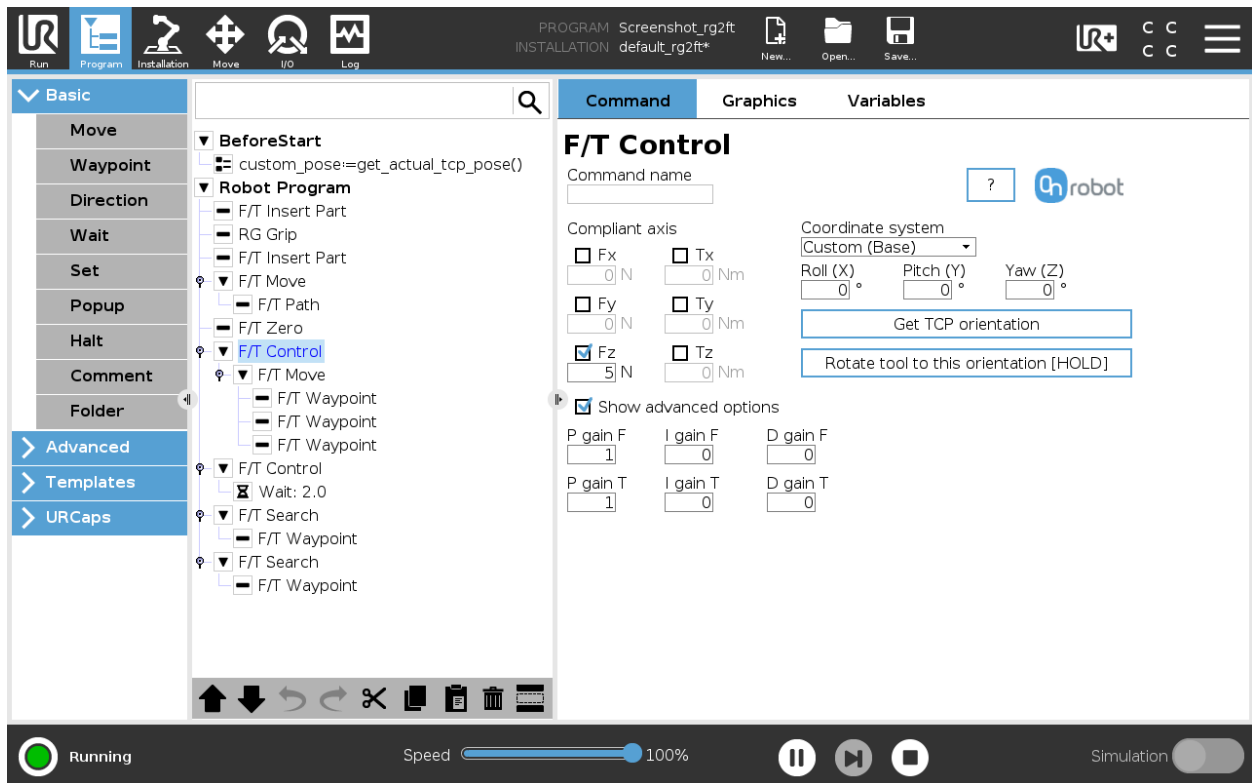 PROGRAM Screenshot_rg2ft
INSTALLATION default_rg2ft*
Run Program Installation Move I/O Log New... Open... Save...
UR UR+ C C
C C
Basic
Move
Waypoint
Direction
Wait
Set
Popup
Halt
Comment
Folder
Advanced
Templates
URCaps
BeforeStart
custom_pose:=get_actual_tcp_pose()
Robot Program
F/T Insert Part
RG Grip
F/T Insert Part
F/T Move
F/T Path
F/T Zero
F/T Control
F/T Move
F/T Waypoint
F/T Waypoint
F/T Waypoint
F/T Control
Wait: 2.0
F/T Search
F/T Waypoint
F/T Search
F/T Waypoint
Command Graphics Variables
F/T Control
Command name
? On robot
Compliant axis
Fx Tx
0 N 0 Nm
Fy Ty
0 N 0 Nm
Fz Tz
5 N 0 Nm
Coordinate system
Custom (Base)
Roll (X) Pitch (Y) Yaw (Z)
0 ° 0 ° 0 °
Get TCP orientation
Rotate tool to this orientation [HOLD]
Show advanced options
P gain F I gain F D gain F
1 0 0
P gain T I gain T D gain T
1 0 0
Running Speed 100% Simulation